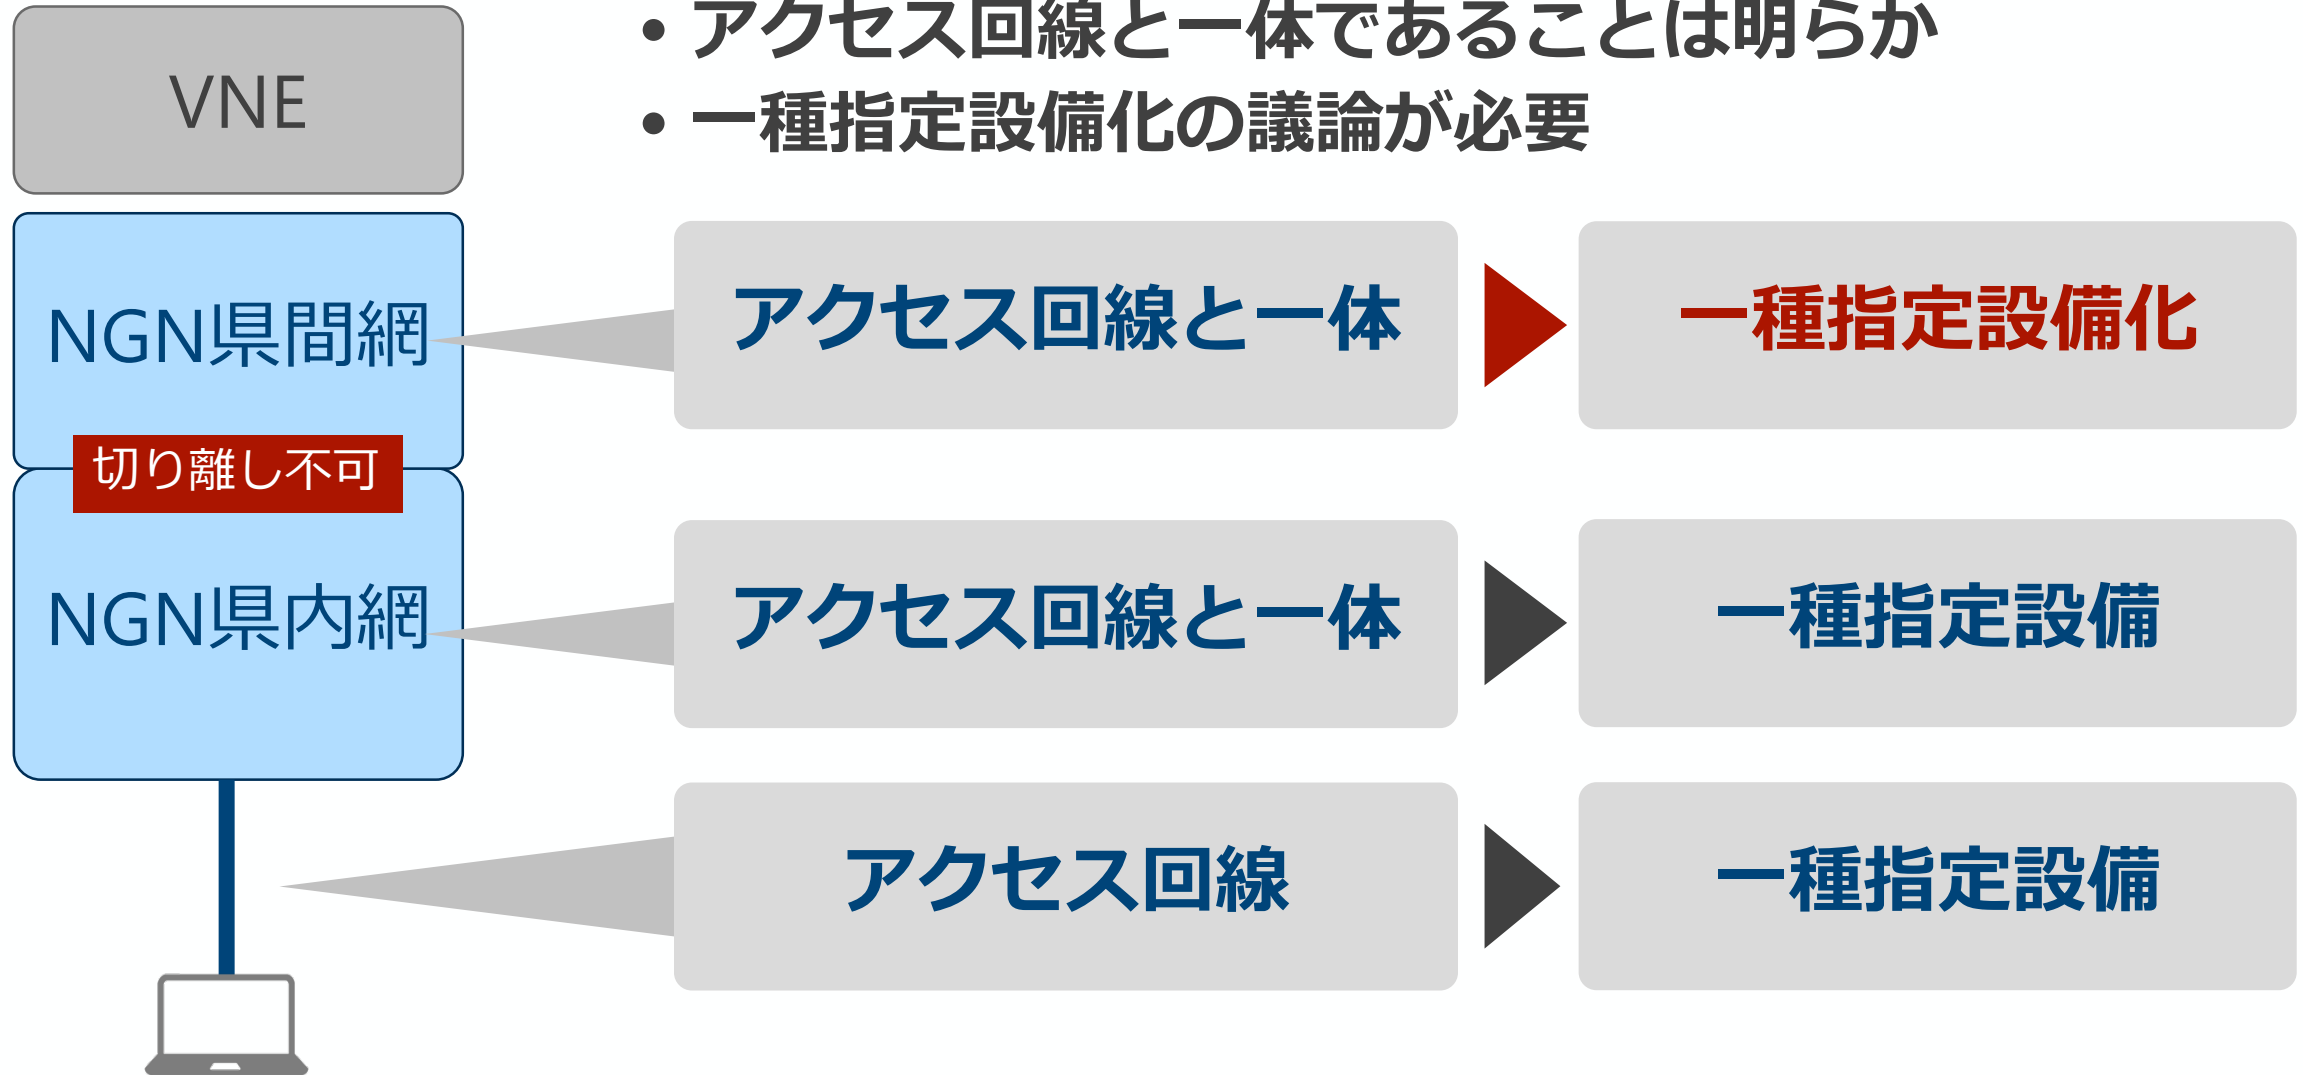 • アクセス回線と一体であることは明らか
• 一種指定設備化の議論が必要
VNE
NGN県間網
アクセス回線と一体
一種指定設備化
切り離し不可
NGN県内網
アクセス回線と一体
一種指定設備
アクセス回線
一種指定設備